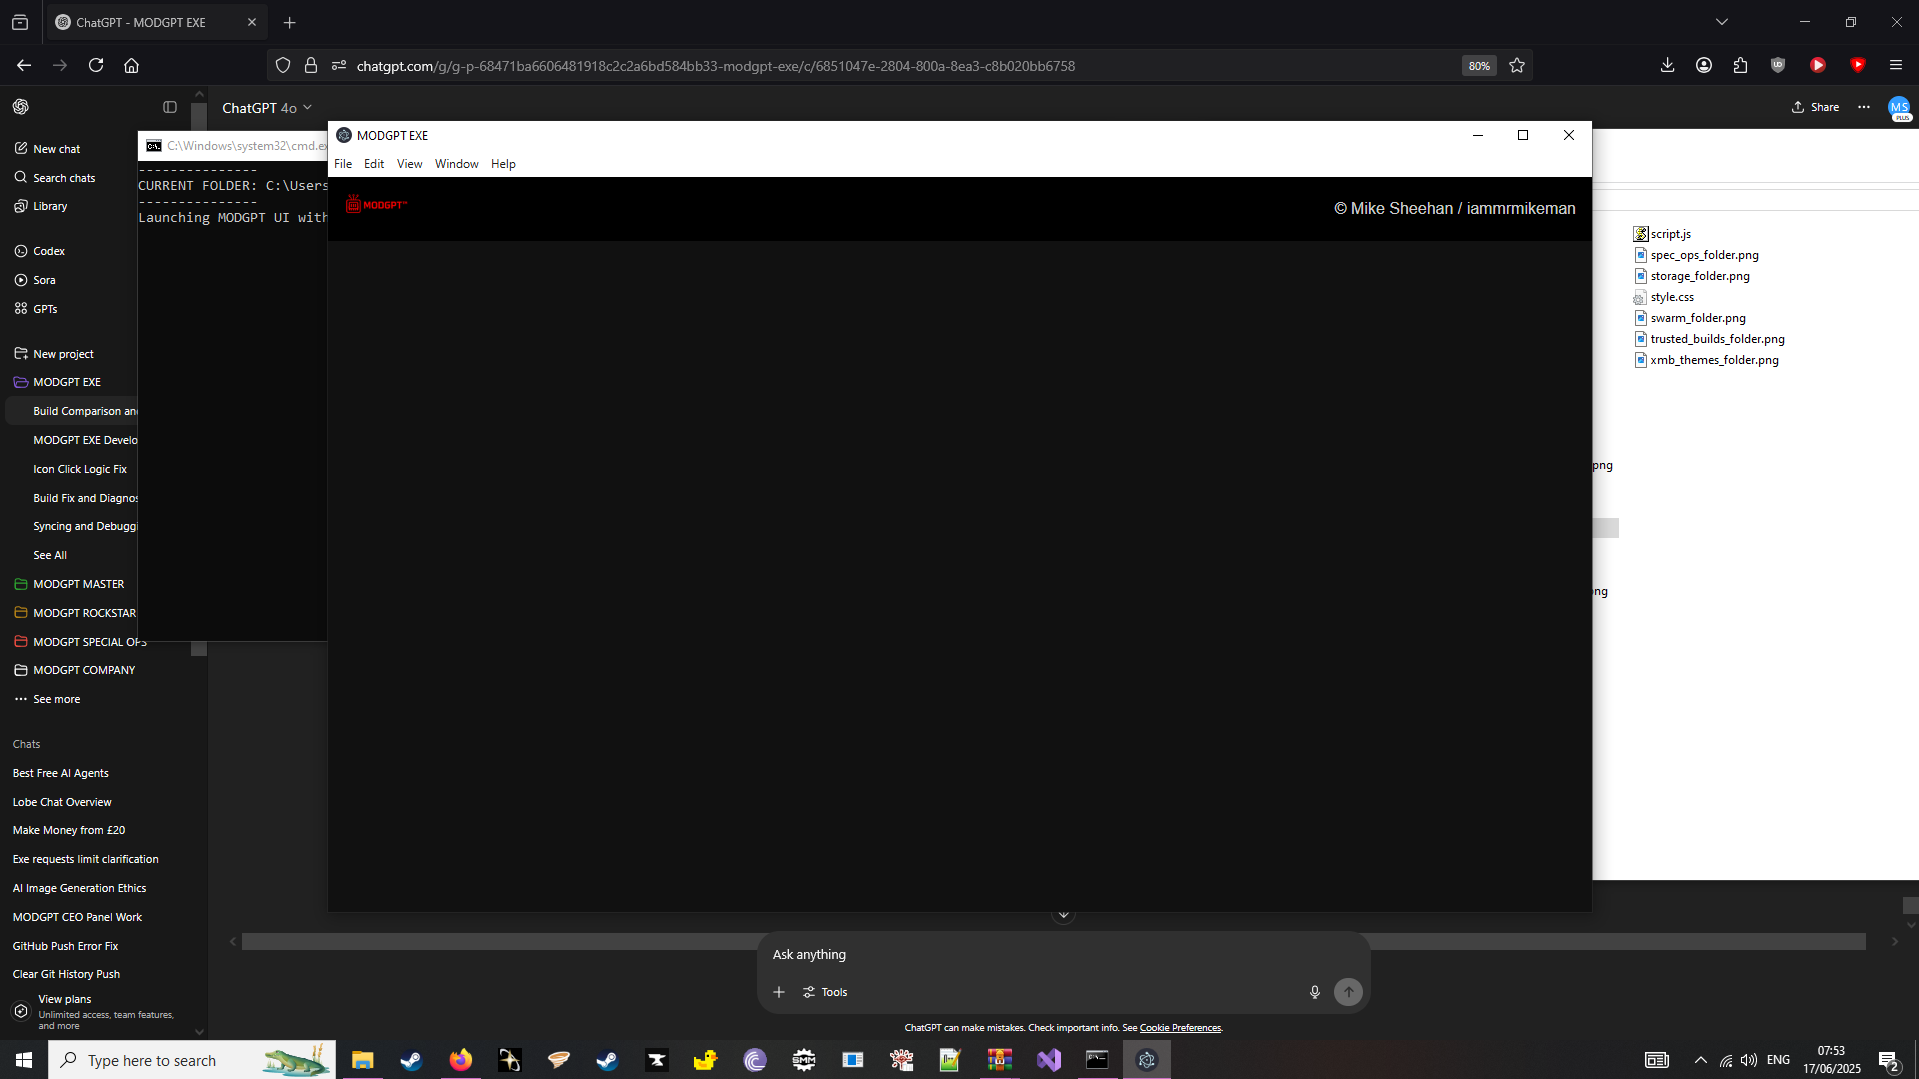 ChatGPT - MODGPT EXE
chatgpt.com/g/g-p-68471ba6606481918c2c2a6bd584bb33-modgpt-exe/c/6851047e-2804-800a-8ea3-c8b020bb6758
80%
ChatGPT 4o
Share
MS
PLUS
New chat
Search chats
Library
Codex
Sora
GPTs
New project
MODGPT EXE
Build Comparison an
MODGPT EXE Develo
Icon Click Logic Fix
Build Fix and Diagnos
Syncing and Debuggi
See All
MODGPT MASTER
MODGPT ROCKSTAR
MODGPT SPECIAL OPS
MODGPT COMPANY
See more
Chats
Best Free AI Agents
Lobe Chat Overview
Make Money from £20
Exe requests limit clarification
AI Image Generation Ethics
MODGPT CEO Panel Work
GitHub Push Error Fix
Clear Git History Push
View plans
Unlimited access, team features,
and more
C:\Windows\system32\cmd.ex
---------------
CURRENT FOLDER: C:\Users
---------------
Launching MODGPT UI with
MODGPT EXE
File Edit View Window Help
MODGPT™
© Mike Sheehan / iammrmikeman
script.js
spec_ops_folder.png
storage_folder.png
style.css
swarm_folder.png
trusted_builds_folder.png
xmb_themes_folder.png
png
ng
Ask anything
Tools
ChatGPT can make mistakes. Check important info. See Cookie Preferences.
Type here to search
SMM
ENG
07:53
17/06/2025
2